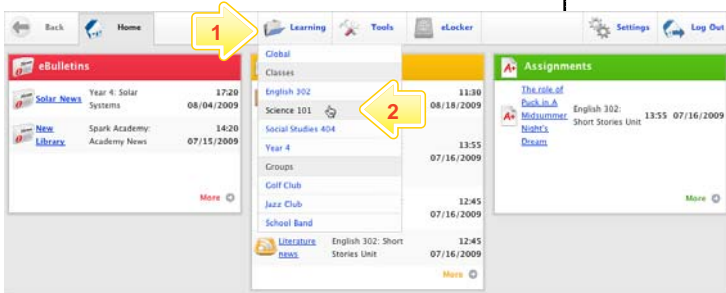 Back
Home
1
Learning
Tools
eLocker
Settings
Log Out
eBulletins
Solar News
Year 4: Solar
Systems
17:20
08/04/2009
New
Library
Spark Academy:
Academy News
14:20
07/15/2009
More
Global
Classes
English 302
Science 101
2
Social Studies 404
Year 4
Groups
Golf Club
Jazz Club
School Band
11:30
08/18/2009
13:55
07/16/2009
12:45
07/16/2009
Literature
news
English 302: Short
Stories Unit
12:45
07/16/2009
More
A+ Assignments
A+
The role of
Puck in A
Midsummer
Night's
Dream
English 302:
Short Stories Unit
13:55 07/16/2009
More